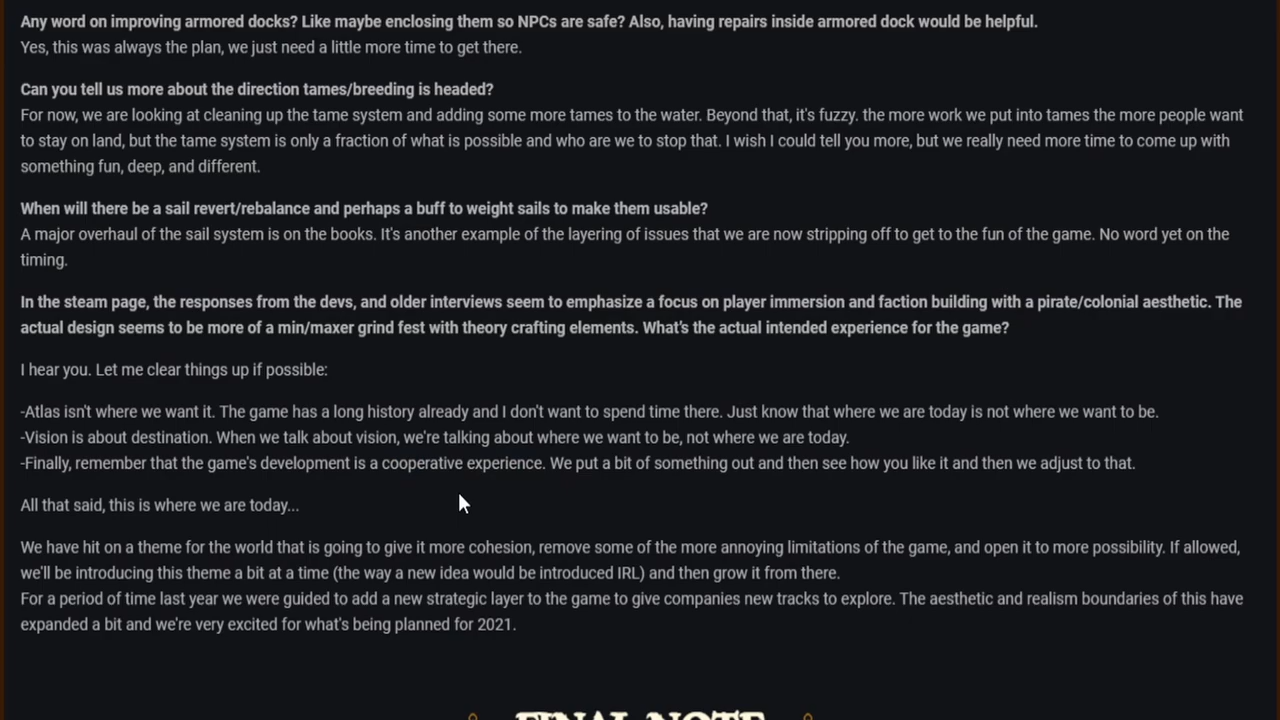 Any word on improving armored docks? Like maybe enclosing them so NPCs are safe? Also, having repairs inside armored dock would be helpful.
Yes, this was always the plan, we just need a little more time to get there.
Can you tell us more about the direction tames/breeding is headed?
For now, we are looking at cleaning up the tame system and adding some more tames to the water. Beyond that, it's fuzzy. the more work we put into tames the more people want
to stay on land, but the tame system is only a fraction of what is possible and who are we to stop that. I wish I could tell you more, but we really need more time to come up with
something fun, deep, and different.
When will there be a sail revert/rebalance and perhaps a buff to weight sails to make them usable?
A major overhaul of the sail system is on the books. It's another example of the layering of issues that we are now stripping off to get to the fun of the game. No word yet on the
timing.
In the steam page, the responses from the devs, and older interviews seem to emphasize a focus on player immersion and faction building with a pirate/colonial aesthetic. The
actual design seems to be more of a min/maxer grind fest with theory crafting elements. What's the actual intended experience for the game?
I hear you. Let me clear things up if possible:
-Atlas isn't where we want it. The game has a long history already and I don't want to spend time there. Just know that where we are today is not where we want to be.
-Vision is about destination. When we talk about vision, we're talking about where we want to be, not where we are today.
-Finally, remember that the game's development is a cooperative experience. We put a bit of something out and then see how you like it and then we adjust to that.
All that said, this is where we are today...
We have hit on a theme for the world that is going to give it more cohesion, remove some of the more annoying limitations of the game, and open it to more possibility. If allowed,
we'll be introducing this theme a bit at a time (the way a new idea would be introduced IRL) and then grow it from there.
For a period of time last year we were guided to add a new strategic layer to the game to give companies new tracks to explore. The aesthetic and realism boundaries of this have
expanded a bit and we're very excited for what's being planned for 2021.
FINAL NOTE